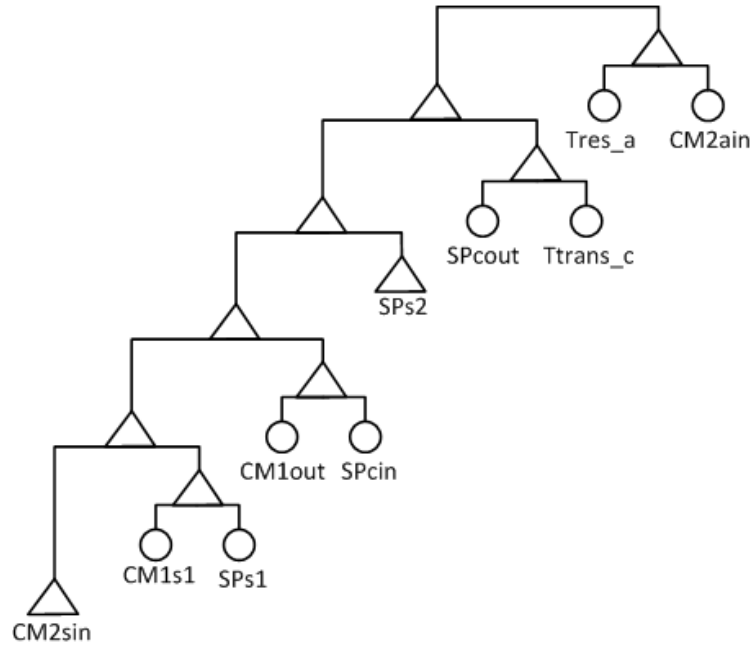 Tres_a CM2ain
SPcout Ttrans_c
SPs2
CM1out SPcin
CM1s1 SPs1
CM2sin